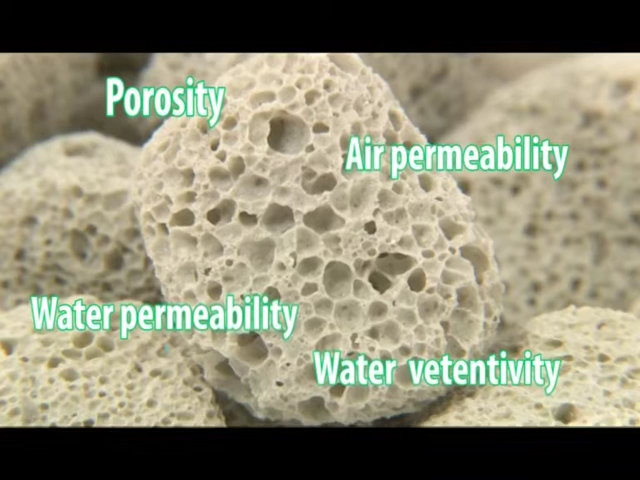 Porosity
Air permeability
Water permeability
Water vetentivity